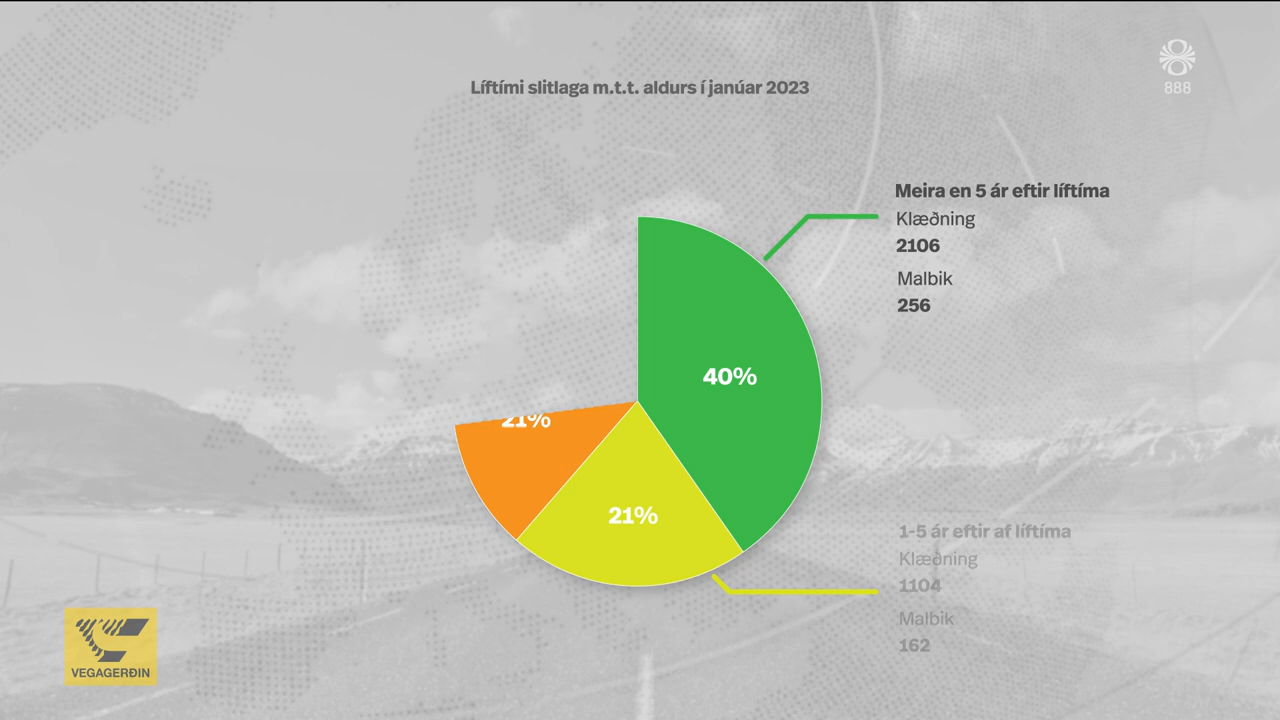 Líftími slitlaga m.t.t. aldurs í janúar 2023
888
Meira en 5 ár eftir líftíma
Klæðning
2106
Malbik
256
40%
21%
21%
1-5 ár eftir af líftíma
Klæðning
1104
Malbik
162
VEGAGERÐIN